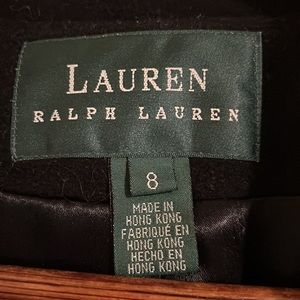 LAUREN
RALPH LAUREN
8
MADE IN
HONG KONG
FABRIQUÉ EN
HONG KONG
HECHO EN
HONG KONG